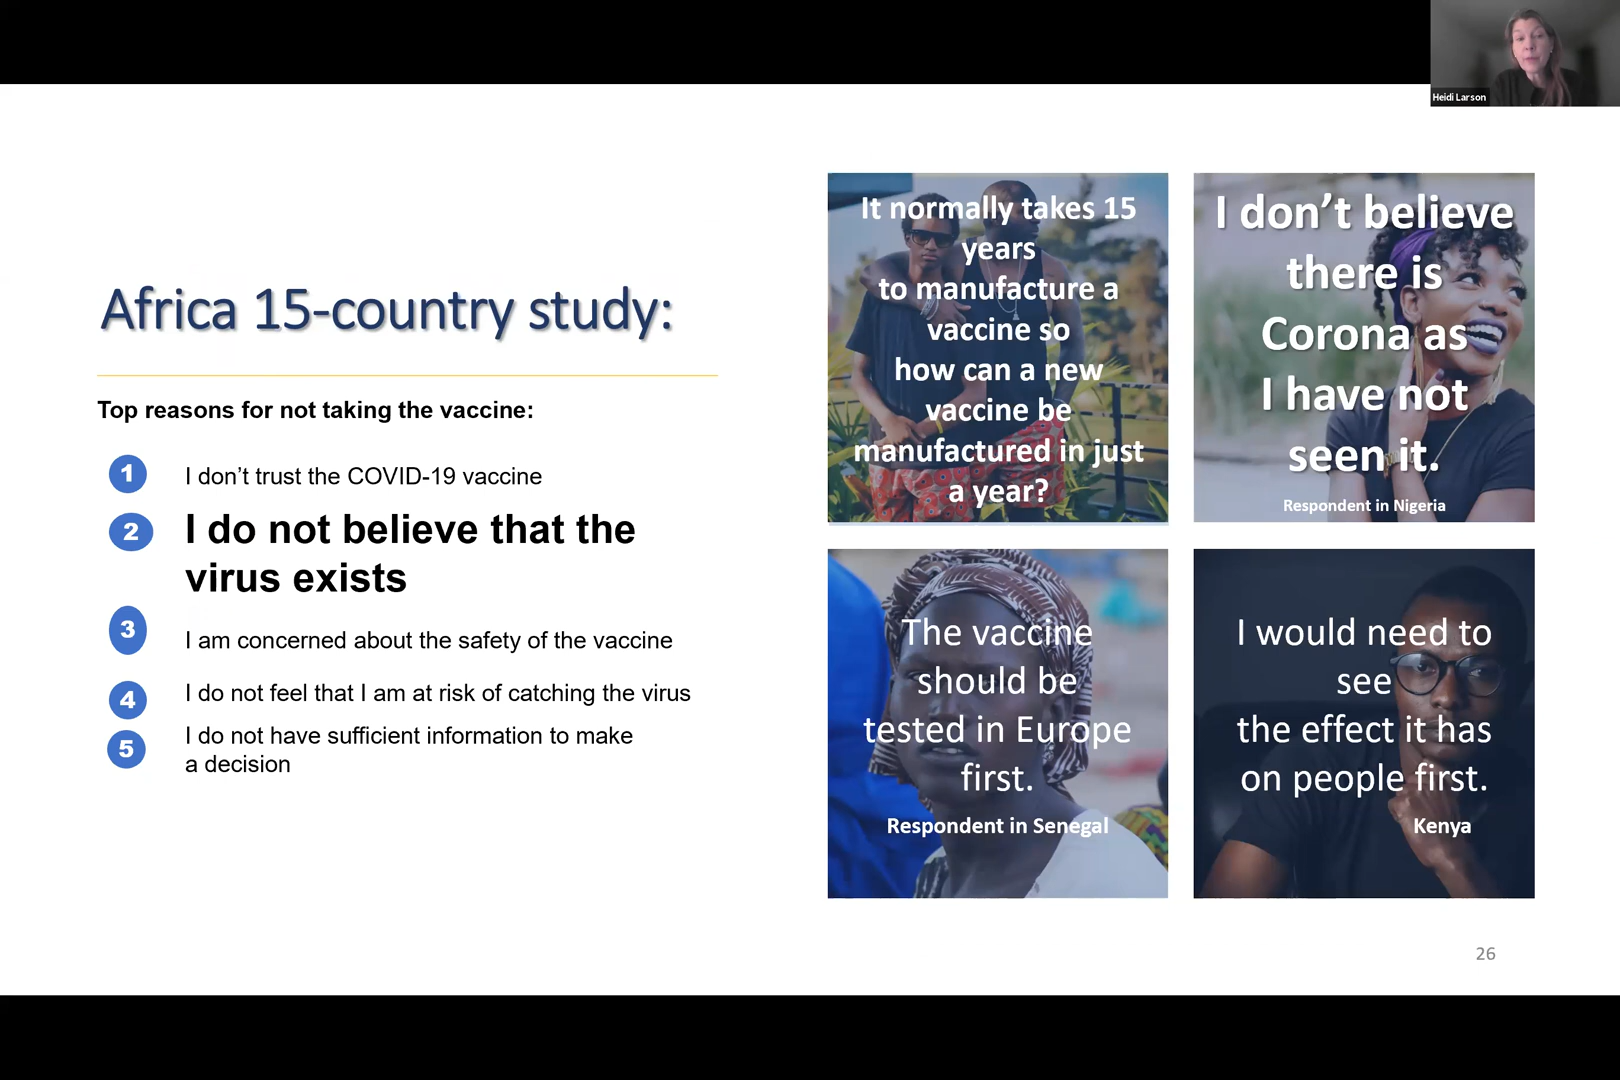 Heidi Larson
Africa 15-country study:
Top reasons for not taking the vaccine:
1
I don’t trust the COVID-19 vaccine
2
I do not believe that the
virus exists
3
I am concerned about the safety of the vaccine
4
I do not feel that I am at risk of catching the virus
5
I do not have sufficient information to make
a decision
It normally takes 15
years
to manufacture a
vaccine so
how can a new
vaccine be
manufactured in just
a year?
I don’t believe
there is
Corona as
I have not
seen it.
Respondent in Nigeria
The vaccine
should be
tested in Europe
first.
Respondent in Senegal
I would need to
see
the effect it has
on people first.
Kenya
26